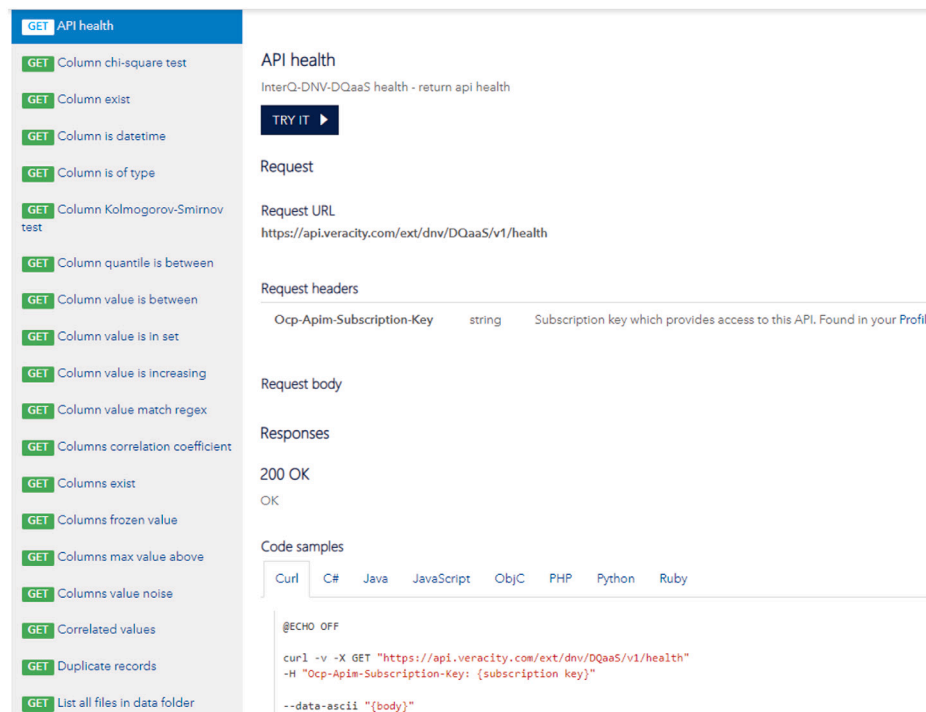 GET API health
GET Column chi-square test
GET Column exist
GET Column is datetime
GET Column is of type
GET Column Kolmogorov-Smirnov
test
GET Column quantile is between
GET Column value is between
GET Column value is in set
GET Column value is increasing
GET Column value match regex
GET Columns correlation coefficient
GET Columns exist
GET Columns frozen value
GET Columns max value above
GET Columns value noise
GET Correlated values
GET Duplicate records
GET List all files in data folder
API health
InterQ-DNV-DQaaS health - return api health
TRY IT
Request
Request URL
https://api.veracity.com/ext/dnv/DQaaS/v1/health
Request headers
Ocp-Apim-Subscription-Key string Subscription key which provides access to this API. Found in your Profil
Request body
Responses
200 OK
OK
Code samples
Curl C# Java JavaScript ObjC PHP Python Ruby
@ECHO OFF
curl -v -X GET "https://api.veracity.com/ext/dnv/DQaaS/v1/health"
-H "Ocp-Apim-Subscription-Key: {subscription key}"
--data-ascii "{body}"